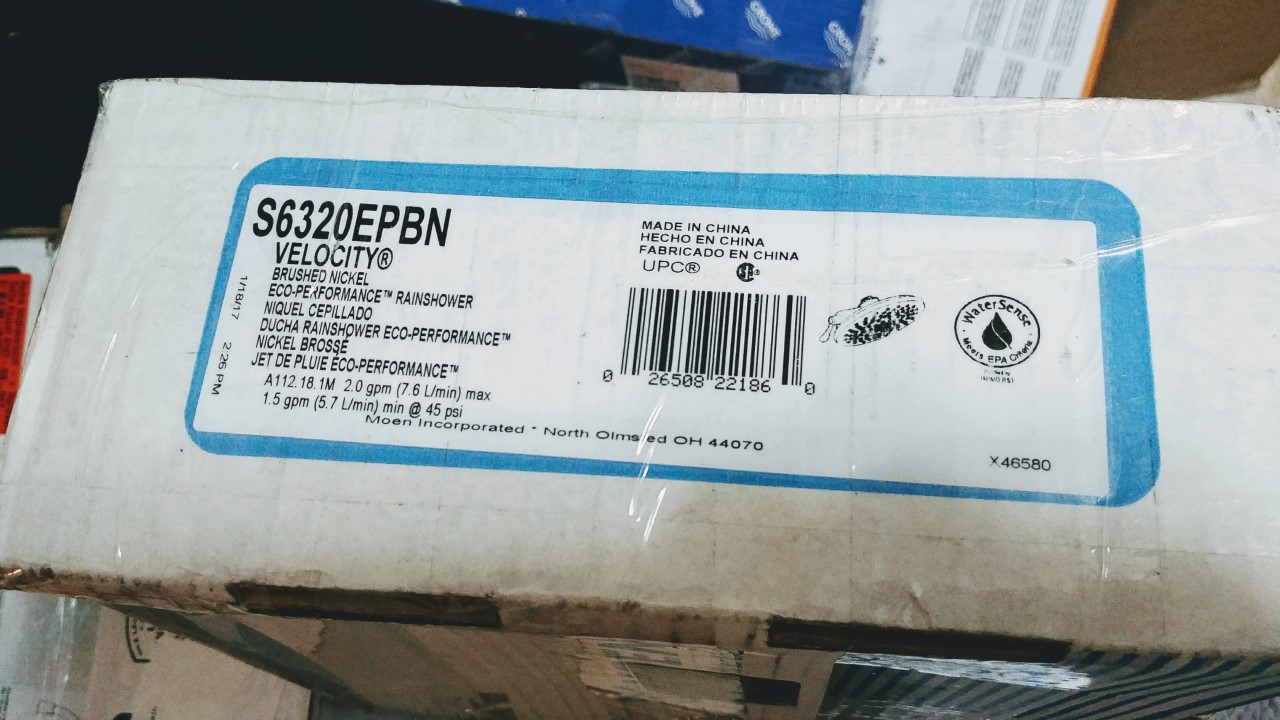 S6320EPBN
VELOCITY®
BRUSHED NICKEL
ECO-PERFORMANCE™ RAINSHOWER
NIQUEL CEPILLADO
DUCHA RAINSHOWER ECO-PERFORMANCE™
NICKEL BROSSÉ
JET DE PLUIE ÉCO-PERFORMANCE™
A112.18.1M 2.0 gpm (7.6 L/min) max
1.5 gpm (5.7 L/min) min @ 45 psi
Moen Incorporated * North Olmsted OH 44070
1/18/17 2:26 PM
MADE IN CHINA
HECHO EN CHINA
FABRICADO EN CHINA
UPC®
0 26508 22186 0
WaterSense
Meets EPA Criteria
X46580